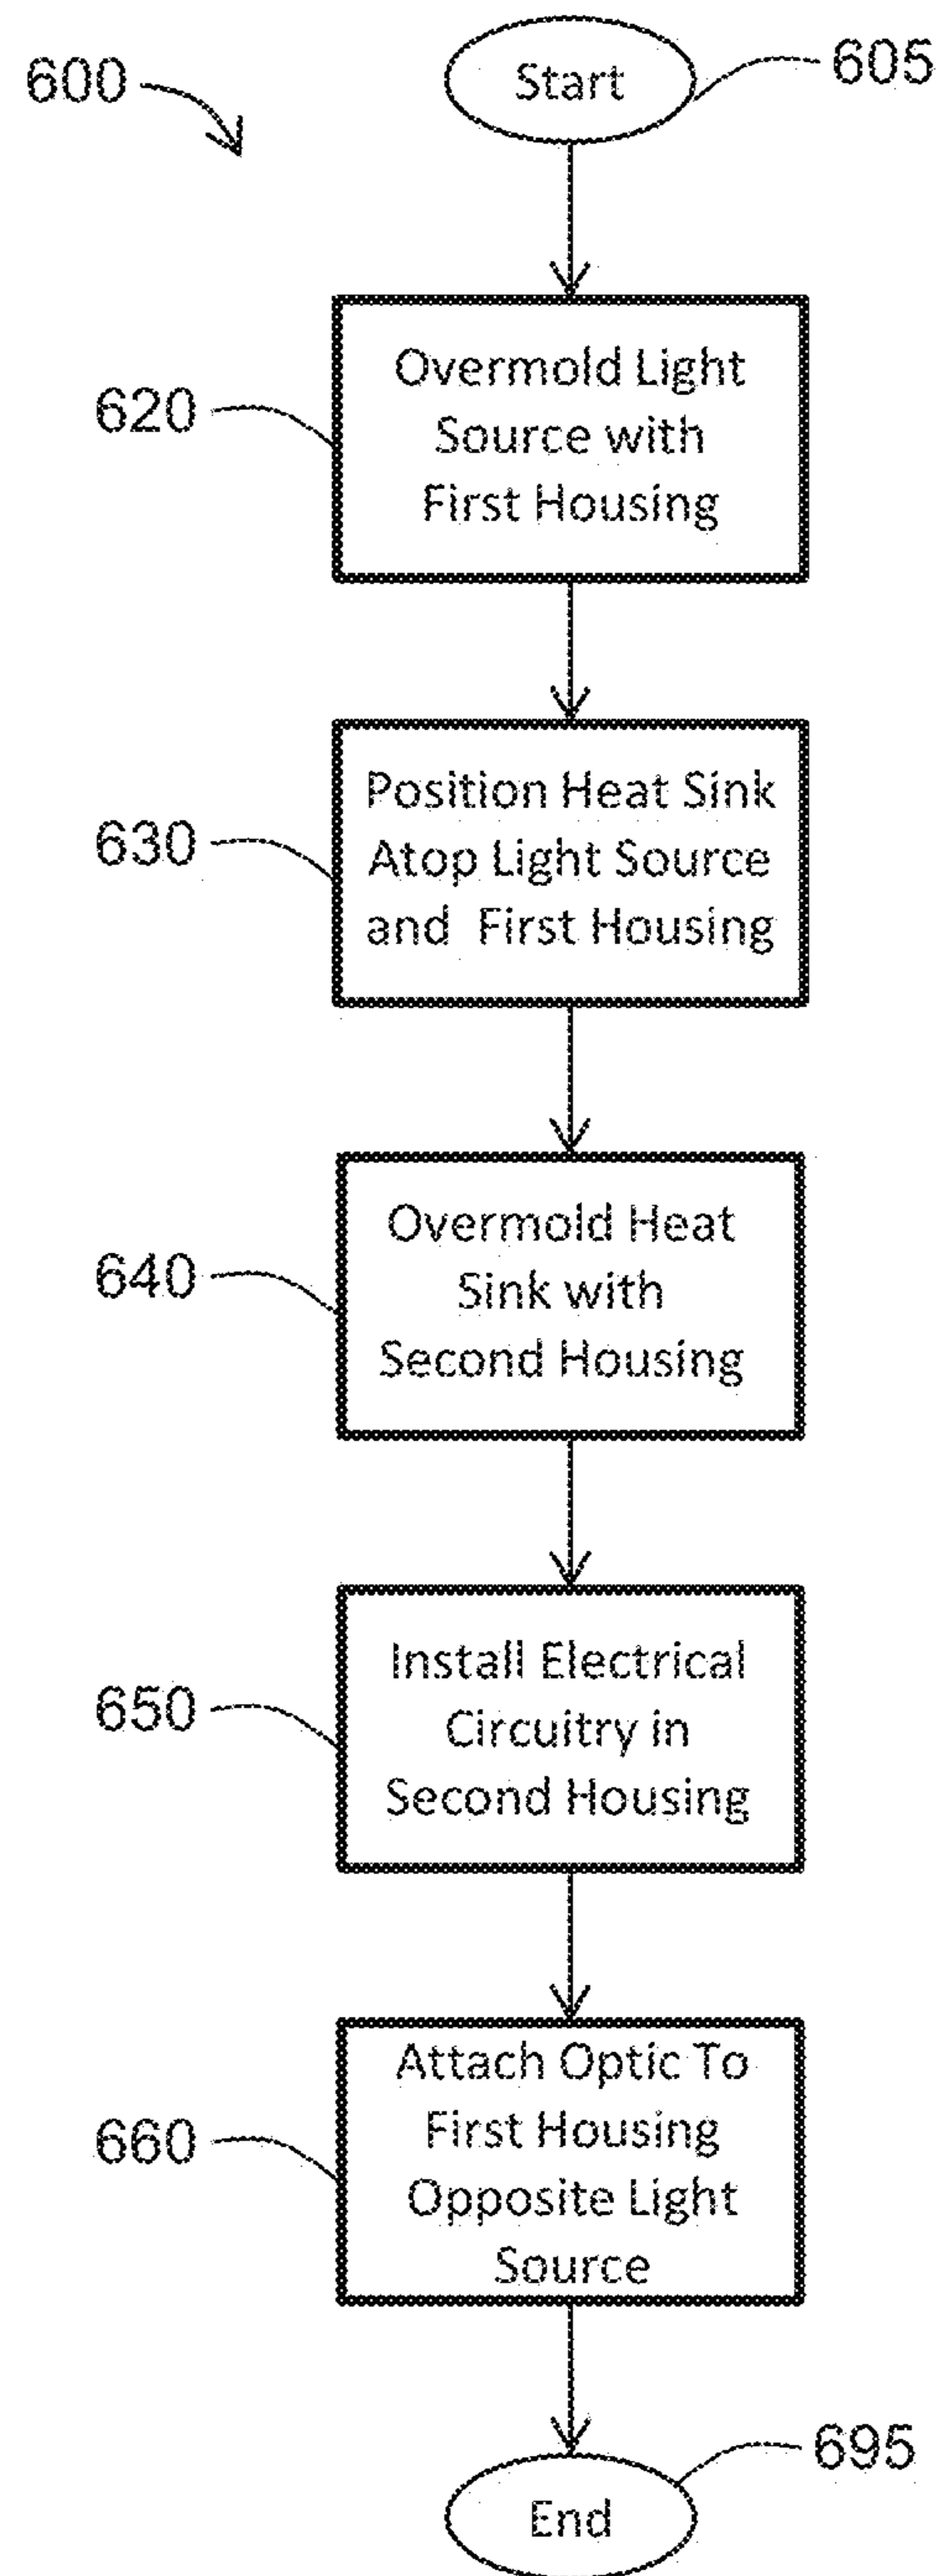 600
Start
605
620
Overmold Light
Source with
First Housing
630
Position Heat Sink
Atop Light Source
and First Housing
640
Overmold Heat
Sink with
Second Housing
650
Install Electrical
Circuitry in
Second Housing
660
Attach Optic To
First Housing
Opposite Light
Source
695
End